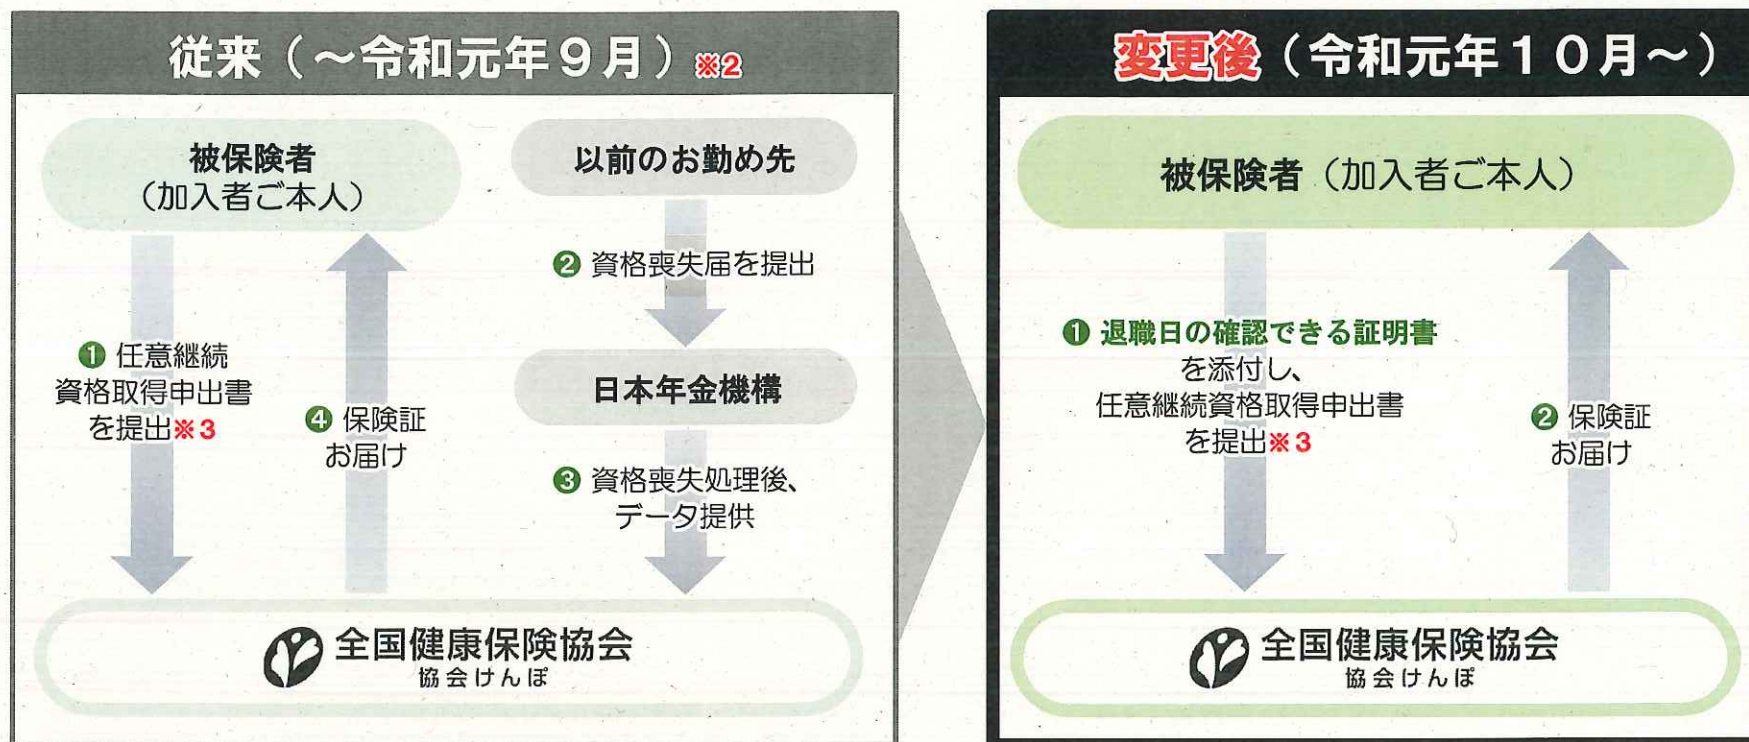 従来（～令和元年９月）※2
被保険者
（加入者ご本人）
以前のお勤め先
❷ 資格喪失届を提出
❶ 任意継続
資格取得申出書
を提出※3
❹ 保険証
お届け
日本年金機構
❸ 資格喪失処理後、
データ提供
全国健康保険協会
協会けんぽ
変更後（令和元年１０月～）
被保険者（加入者ご本人）
❶ 退職日の確認できる証明書
を添付し、
任意継続資格取得申出書
を提出※3
❷ 保険証
お届け
全国健康保険協会
協会けんぽ